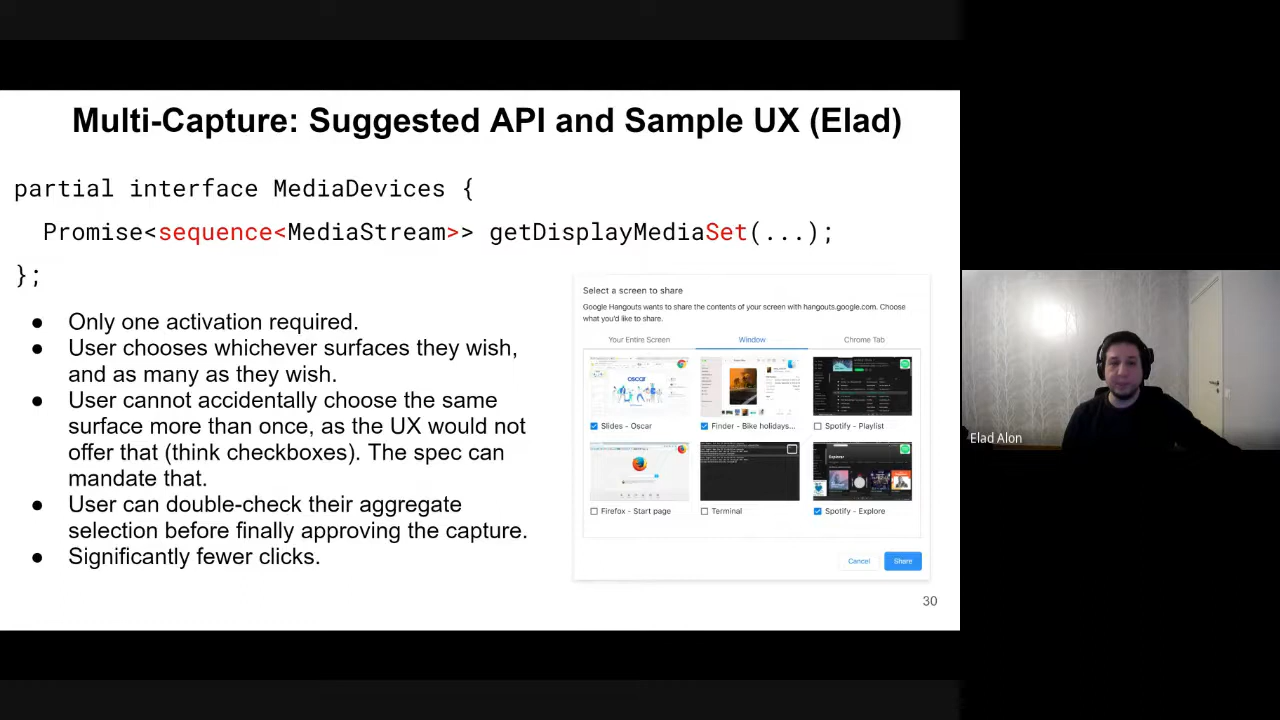 Multi-Capture: Suggested API and Sample UX (Elad)
partial interface MediaDevices {
Promise<sequence<MediaStream>> getDisplayMediaSet(...);
};
● Only one activation required.
● User chooses whichever surfaces they wish,
and as many as they wish.
● User cannot accidentally choose the same
surface more than once, as the UX would not
offer that (think checkboxes). The spec can
mandate that.
● User can double-check their aggregate
selection before finally approving the capture.
● Significantly fewer clicks.
Select a screen to share
Google Hangouts wants to share the contents of your screen with hangouts.google.com. Choose
what you'd like to share.
Your Entire Screen Window Chrome Tab
OSCAR
Slides - Oscar Finder - Bike holidays... Spotify - Playlist
Firefox - Start page Terminal Spotify - Explore
Cancel Share
30
Elad Alon